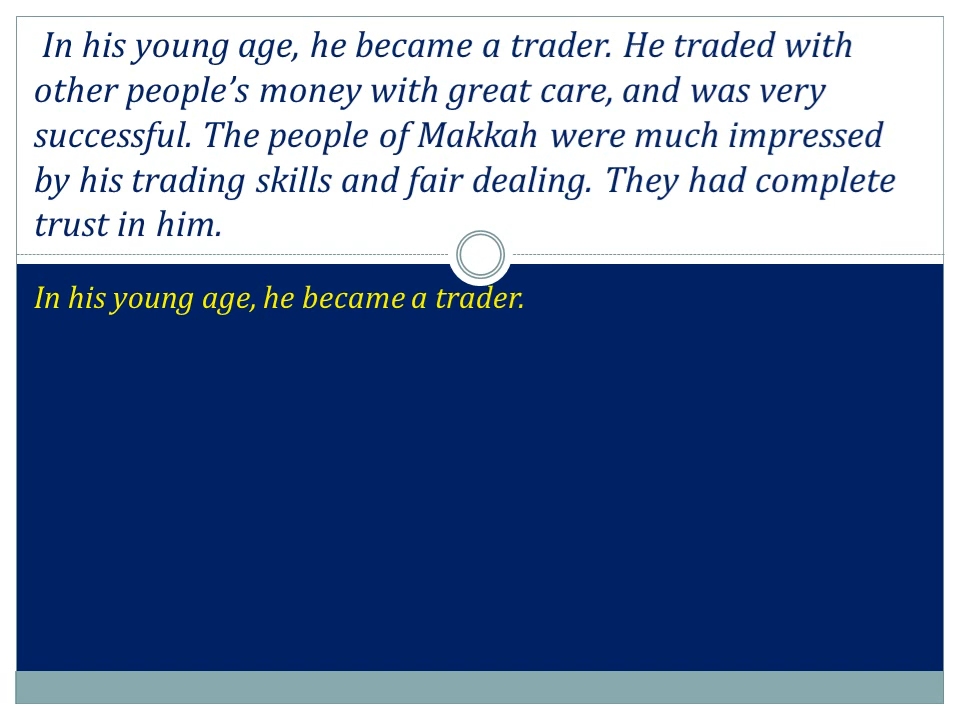 In his young age, he became a trader. He traded with
other people’s money with great care, and was very
successful. The people of Makkah were much impressed
by his trading skills and fair dealing. They had complete
trust in him.
In his young age, he became a trader.